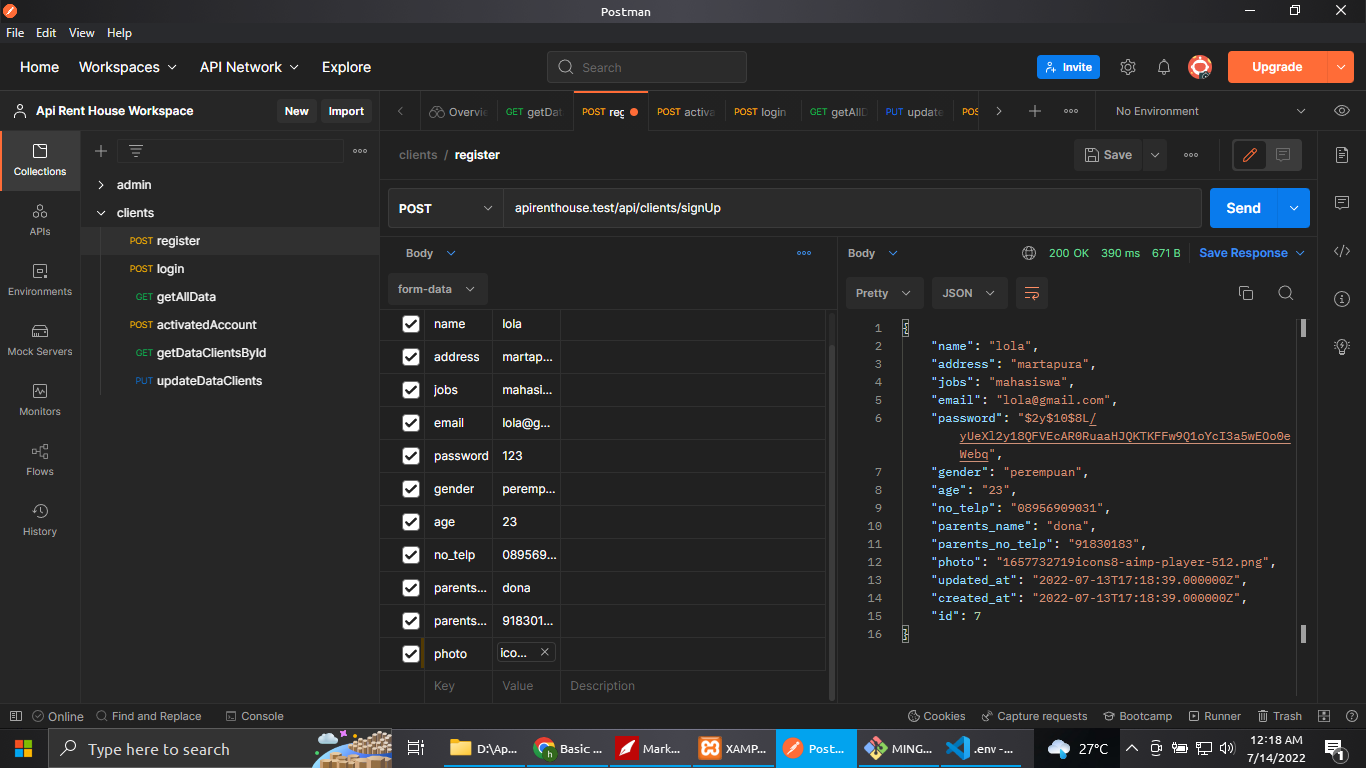 Postman
File Edit View Help
Home Workspaces API Network Explore Search Invite Upgrade
Api Rent House Workspace New Import
Overvie GET getDat POST reg POST activa POST login GET getAllD PUT update POS No Environment
Collections
APIs
Environments
Mock Servers
Monitors
Flows
History
admin
clients
POST register
POST login
GET getAllData
POST activatedAccount
GET getDataClientsById
PUT updateDataClients
clients / register Save
POST apirenthouse.test/api/clients/signUp Send
Body
form-data
name lola
address martap...
jobs mahasi...
email lola@g...
password 123
gender peremp...
age 23
no_telp 089569...
parents... dona
parents... 918301...
photo ico...
Key Value Description
Body 200 OK 390 ms 671 B Save Response
Pretty JSON
1 {
2 "name": "lola",
3 "address": "martapura",
4 "jobs": "mahasiswa",
5 "email": "lola@gmail.com",
6 "password": "$2y$10$8L/
yUeXl2y18QFVEcAR0RuaaHJQKTKFFw9Q1oYcI3a5wEOo0e
Webq",
7 "gender": "perempuan",
8 "age": "23",
9 "no_telp": "08956909031",
10 "parents_name": "dona",
11 "parents_no_telp": "91830183",
12 "photo": "1657732719icons8-aimp-player-512.png",
13 "updated_at": "2022-07-13T17:18:39.000000Z",
14 "created_at": "2022-07-13T17:18:39.000000Z",
15 "id": 7
16 }
Online Find and Replace Console Cookies Capture requests Bootcamp Runner Trash
Type here to search D:\Ap... Basic ... Mark... XAMP... Post... MING... .env -... 27°C 12:18 AM
7/14/2022
1